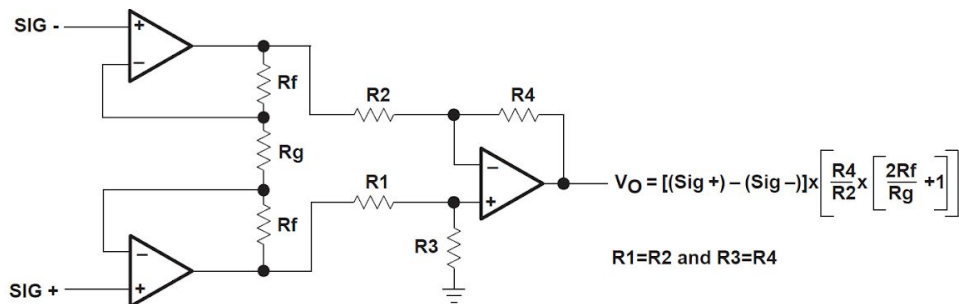 SIG -
+
−
Rf
R2
R4
Rg
−
+
V_O = [(Sig +) – (Sig –)]x [R4/R2 x [2Rf/Rg +1]]
R1
Rf
R3
R1=R2 and R3=R4
−
+
SIG +